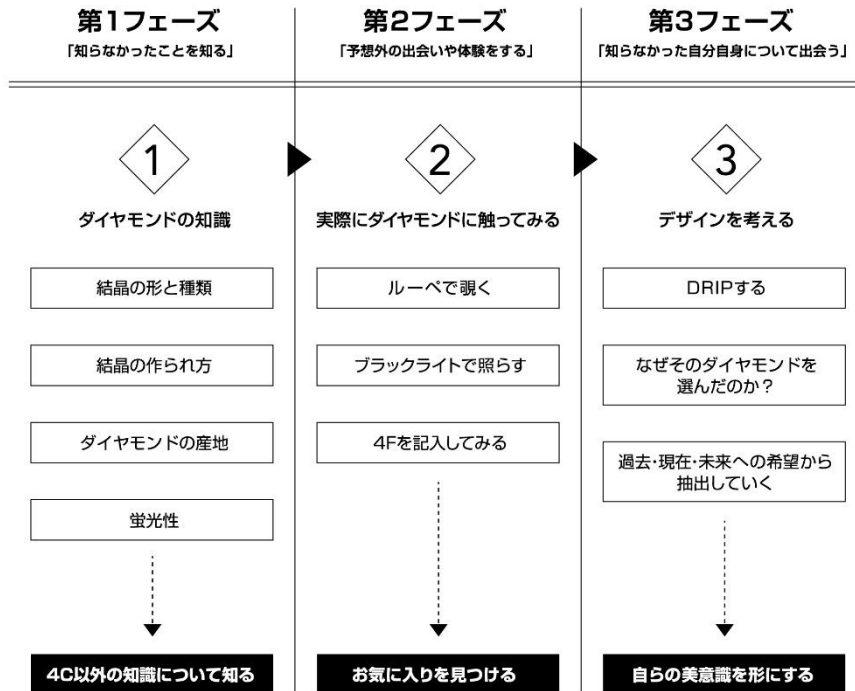 第1フェーズ
「知らなかったことを知る」
1
ダイヤモンドの知識
結晶の形と種類
結晶の作られ方
ダイヤモンドの産地
蛍光性
4C以外の知識について知る
第2フェーズ
「予想外の出会いや体験をする」
2
実際にダイヤモンドに触ってみる
ルーペで覗く
ブラックライトで照らす
4Fを記入してみる
お気に入りを見つける
第3フェーズ
「知らなかった自分自身について出会う」
3
デザインを考える
DRIPする
なぜそのダイヤモンドを
選んだのか？
過去・現在・未来への希望から
抽出していく
自らの美意識を形にする